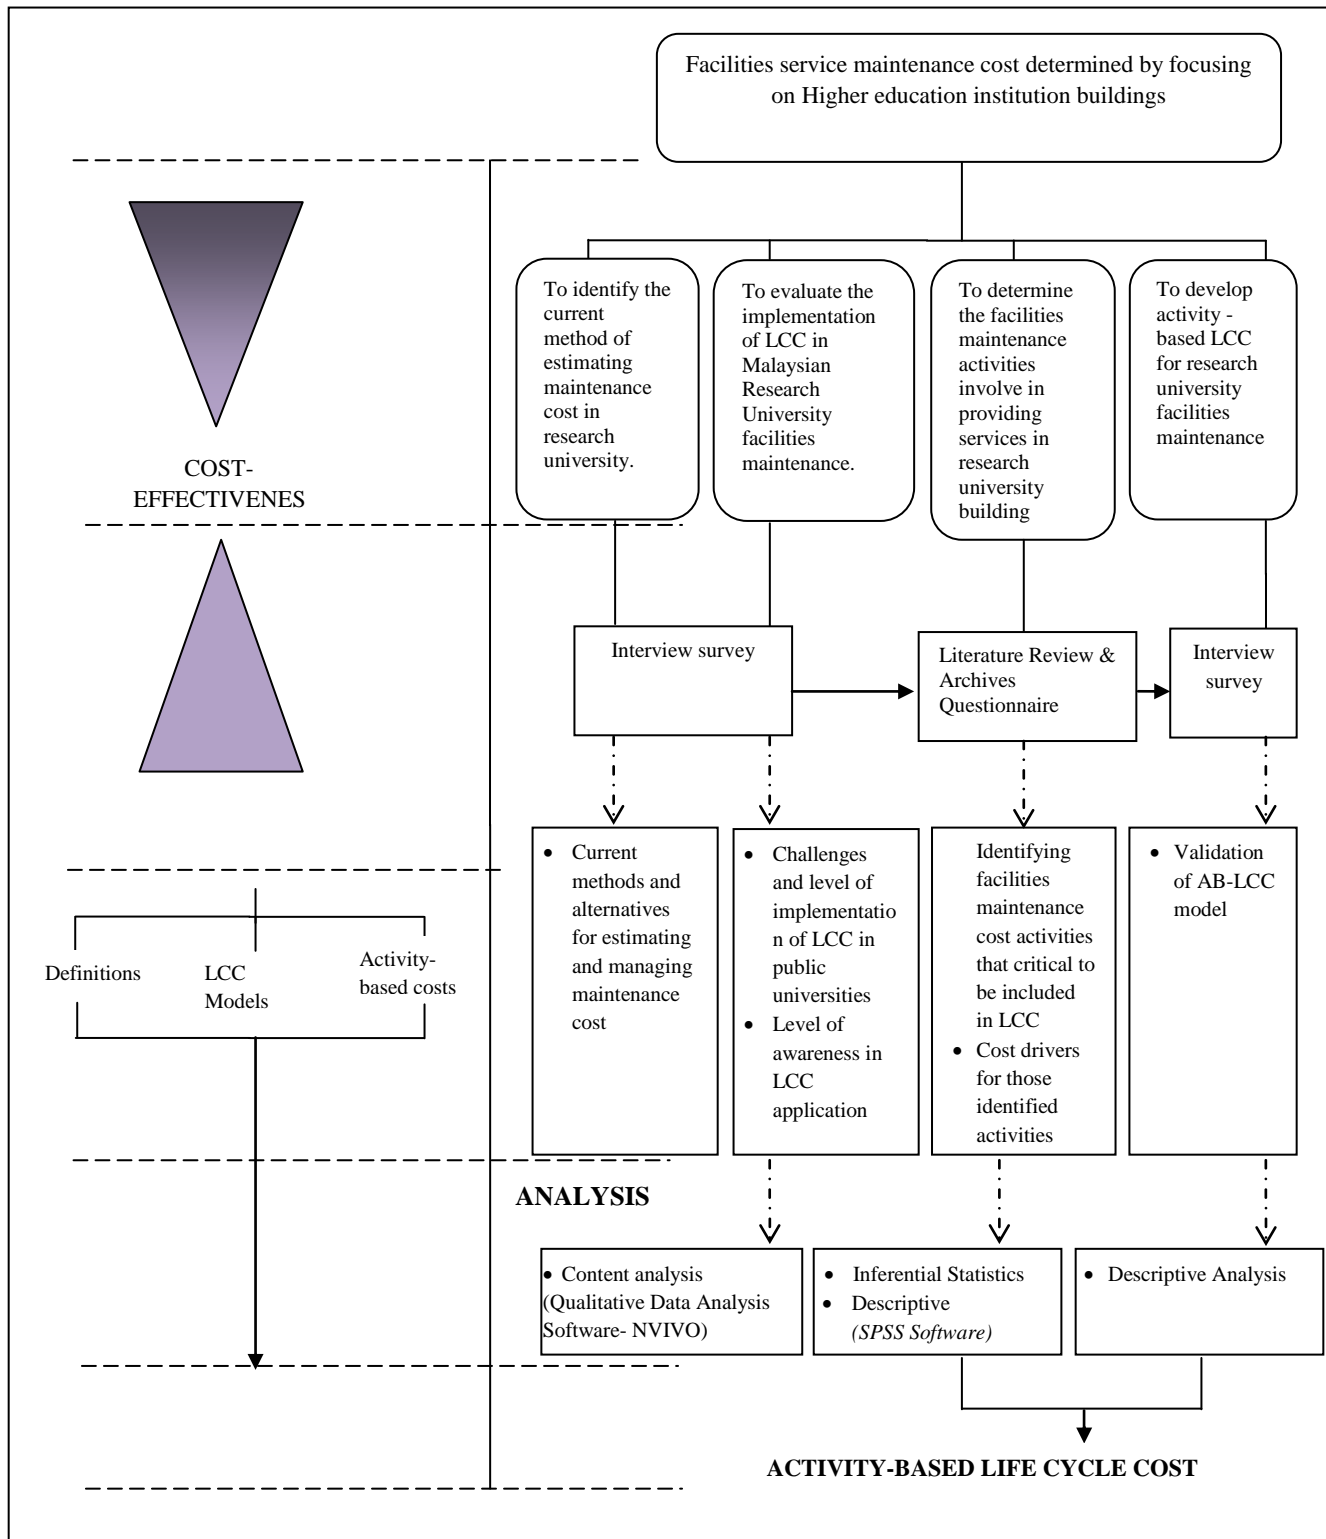 Facilities service maintenance cost determined by focusing
on Higher education institution buildings
To identify the
current
method of
estimating
maintenance
cost in
research
university.
To evaluate the
implementation
of LCC in
Malaysian
Research
University
facilities
maintenance.
To determine
the facilities
maintenance
activities
involve in
providing
services in
research
university
building
To develop
activity -
based LCC
for research
university
facilities
maintenance
COST-
EFFECTIVENES
Interview survey
Literature Review &
Archives
Questionnaire
Interview
survey
• Current
methods and
alternatives
for estimating
and managing
maintenance
cost
• Challenges
and level of
implementatio
n of LCC in
public
universities
• Level of
awareness in
LCC
application
Identifying
facilities
maintenance
cost activities
that critical to
be included
in LCC
• Cost drivers
for those
identified
activities
• Validation
of AB-LCC
model
Definitions
LCC
Models
Activity-
based costs
ANALYSIS
• Content analysis
(Qualitative Data Analysis
Software- NVIVO)
• Inferential Statistics
• Descriptive
(SPSS Software)
• Descriptive Analysis
ACTIVITY-BASED LIFE CYCLE COST